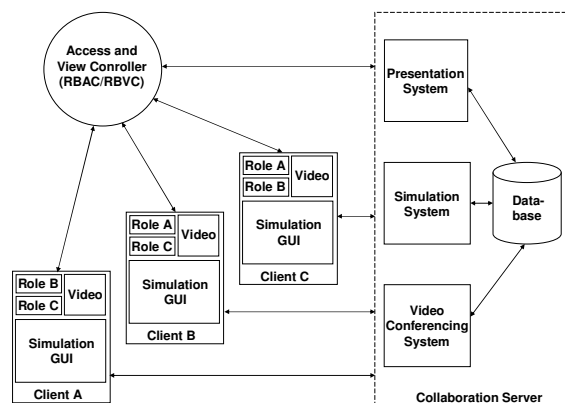 Access and
View Conroller
(RBAC/RBVC)
Presentation
System
Role A
Role B
Video
Simulation
GUI
Client C
Simulation
System
Data-
base
Role A
Role C
Video
Simulation
GUI
Client B
Role B
Role C
Video
Simulation
GUI
Client A
Video
Conferencing
System
Collaboration Server